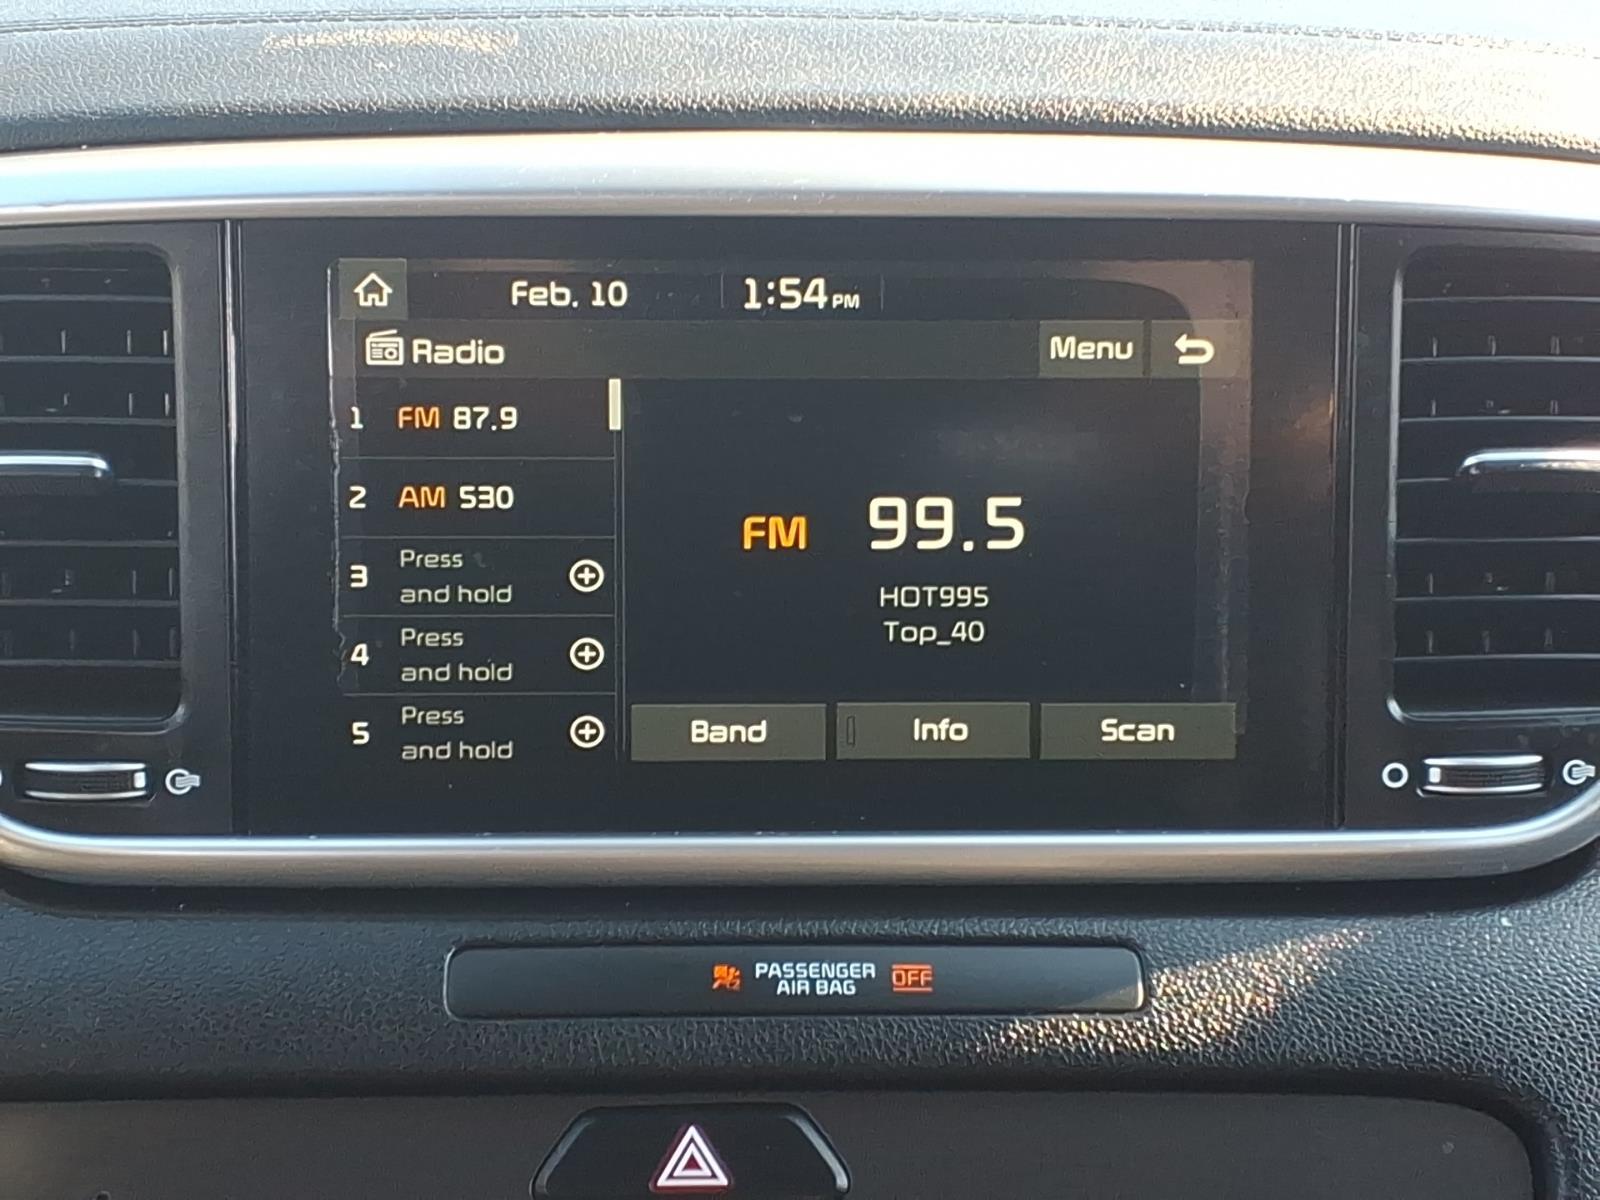 Feb. 10 1:54 PM
Radio
Menu
1 FM 87.9
2 AM 530
3 Press
and hold
4 Press
and hold
5 Press
and hold
FM 99.5
HOT995
Top_40
Band
Info
Scan
PASSENGER
AIR BAG
OFF